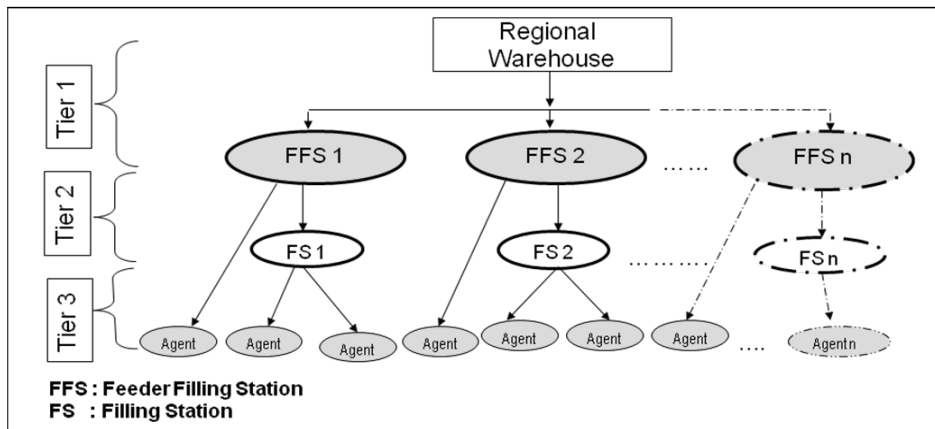 Regional
Warehouse
Tier 1
FFS 1
FFS 2
......
FFS n
Tier 2
FS 1
FS 2
.........
FS n
Tier 3
Agent
Agent
Agent
Agent
Agent
Agent
Agent
....
Agent n
FFS : Feeder Filling Station
FS : Filling Station